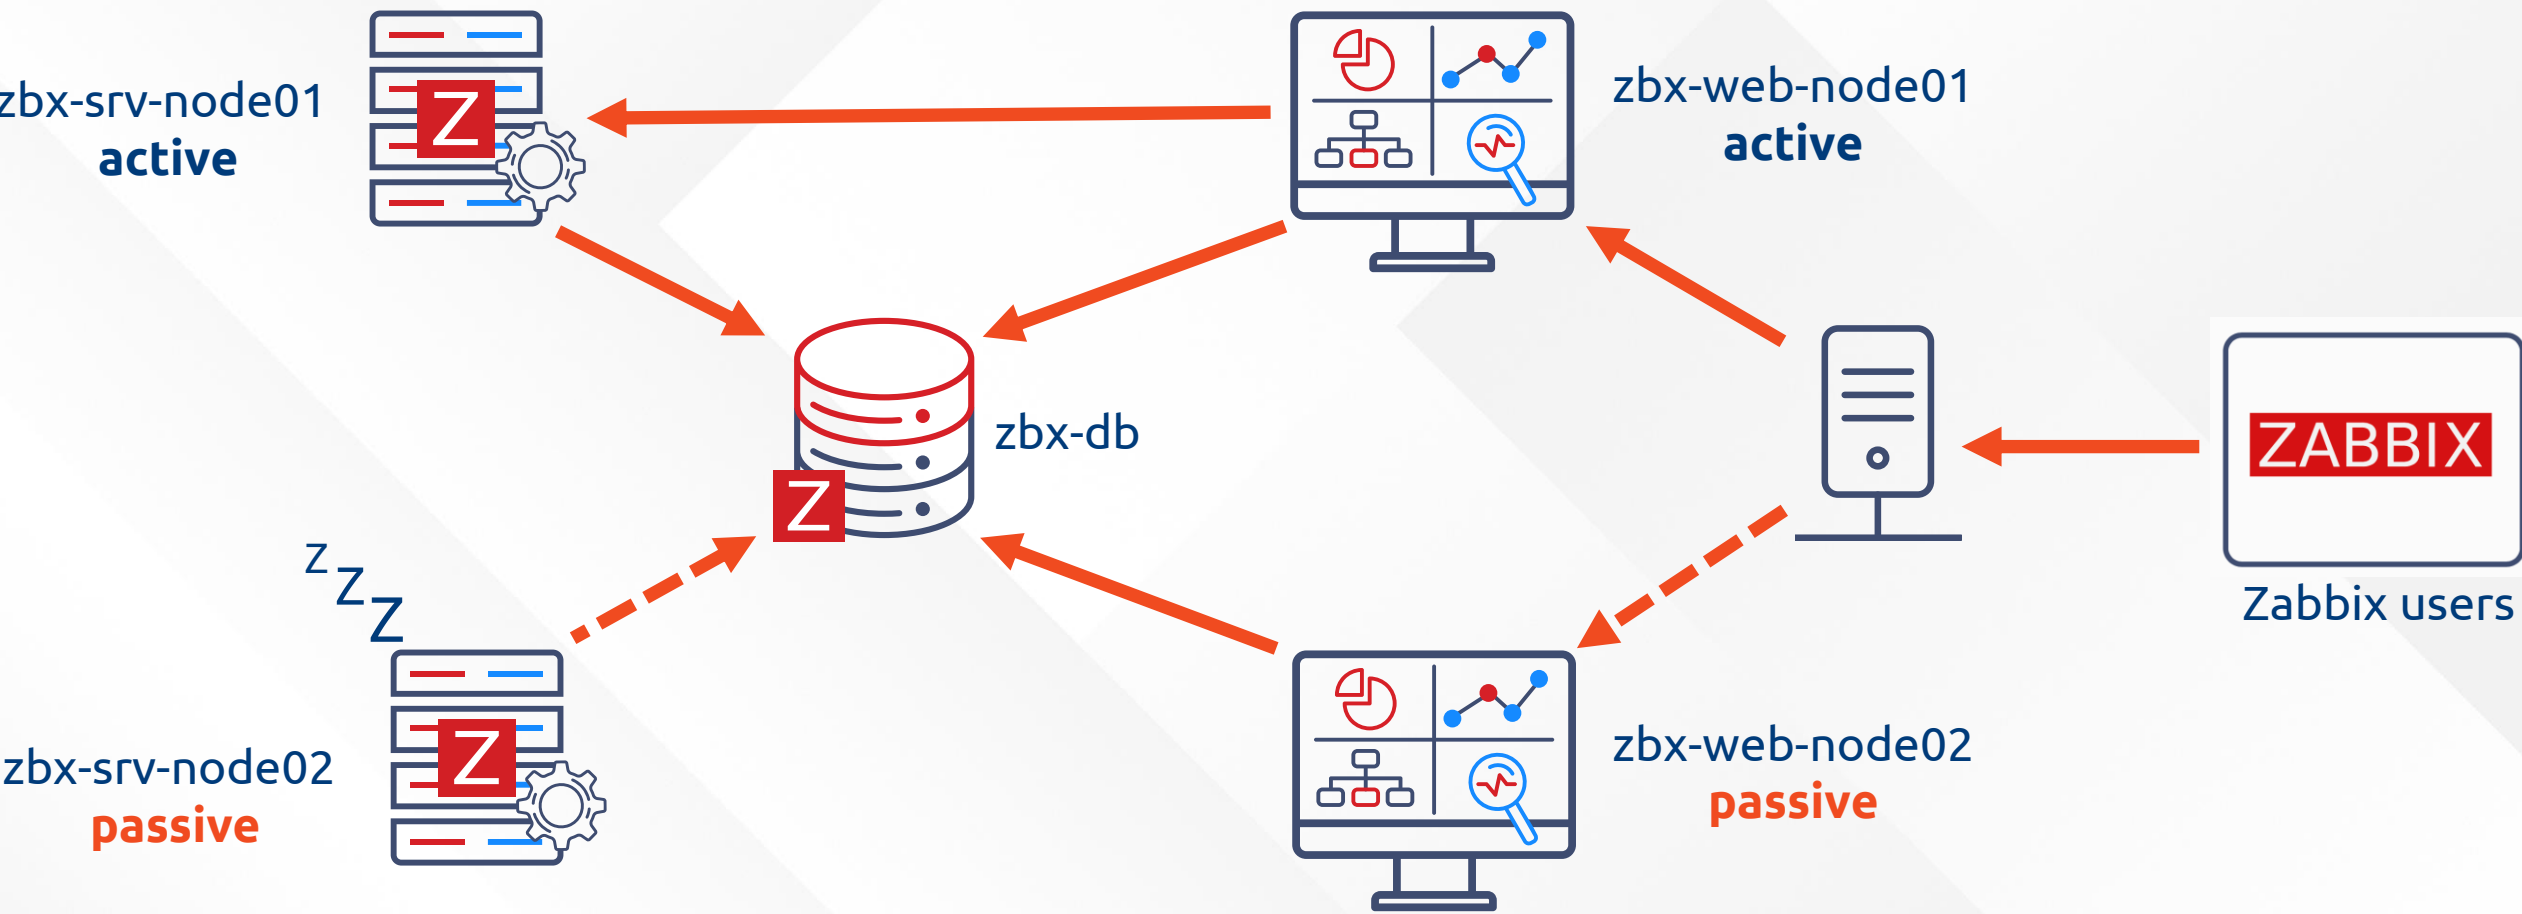 zbx-srv-node01
active
Z
zbx-web-node01
active
zbx-db
Z
ZABBIX
Zabbix users
z
z
z
Z
zbx-srv-node02
passive
zbx-web-node02
passive